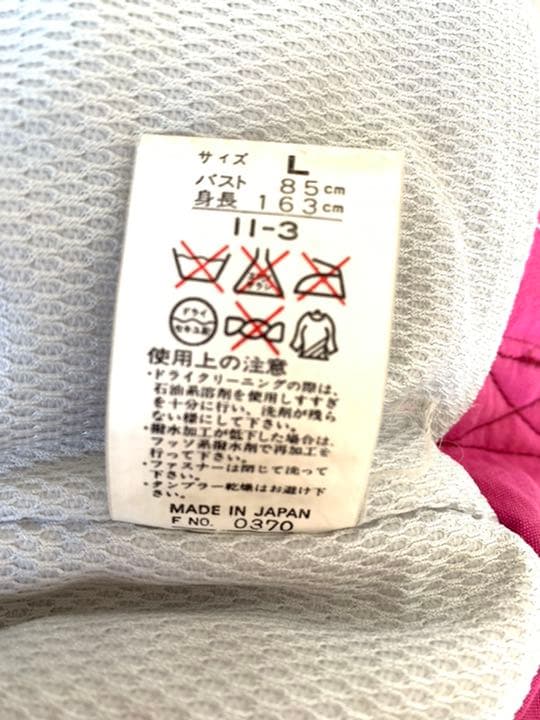 サイズ L
バスト 85cm
身長 163cm
11-3
ドライ
セキユ系
使用上の注意
・ドライクリーニングの際は、
石油系溶剤を使用しすすぎ
を十分に行い、洗剤が残ら
ない様にして下さい。
・撥水加工が低下した場合は、
フッソ系撥水剤で再加工を
行って下さい。
・ファスナーは閉じて洗って
下さい。
・タンブラー乾燥はお避け下
さい。
MADE IN JAPAN
F NO. 0370